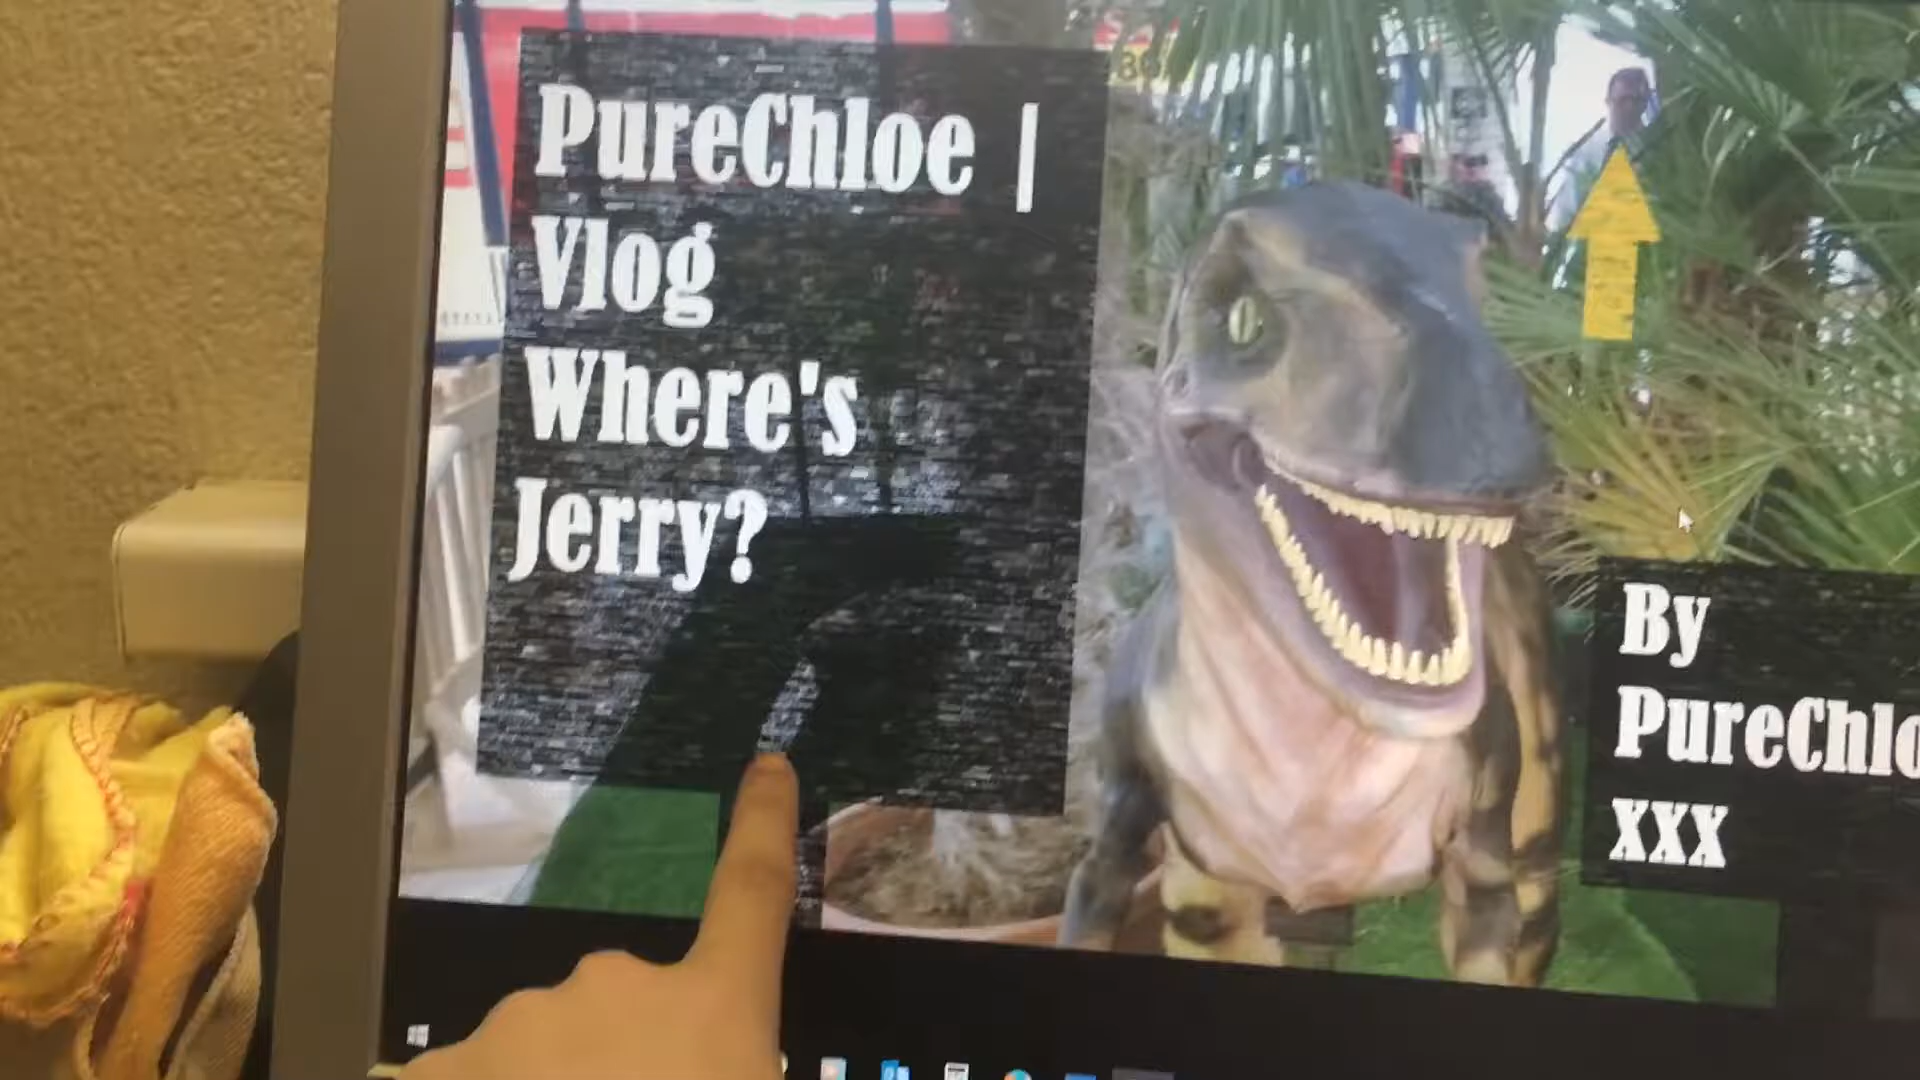 PureChloe |
Vlog
Where's
Jerry?
By
PureChlo
XXX